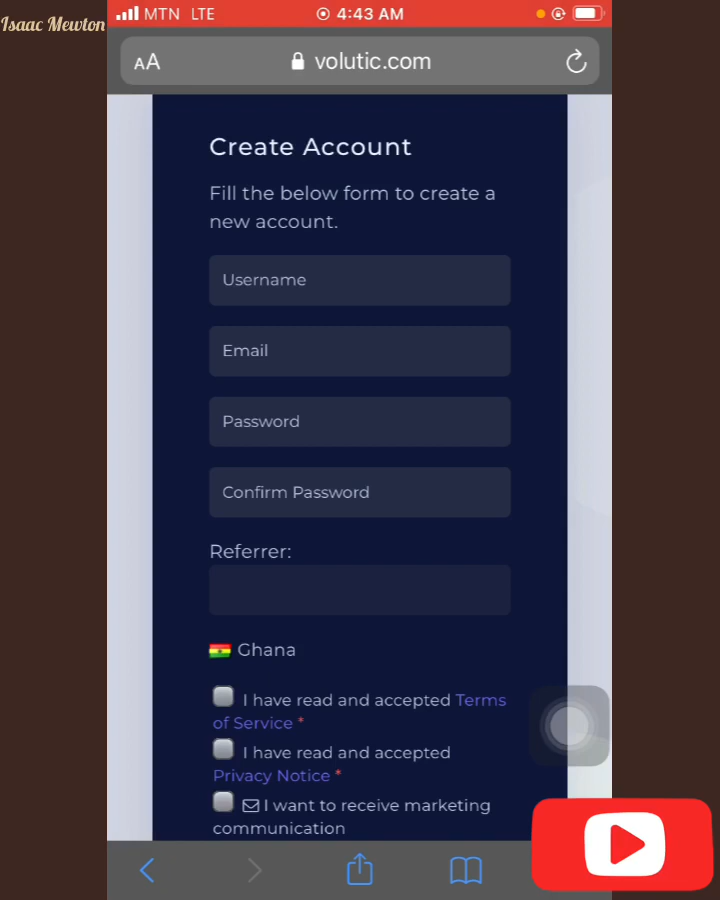 Isaac Mewton
MTN LTE 4:43 AM
AA volutic.com
Create Account
Fill the below form to create a
new account.
Username
Email
Password
Confirm Password
Referrer:
Ghana
I have read and accepted Terms
of Service *
I have read and accepted
Privacy Notice *
I want to receive marketing
communication